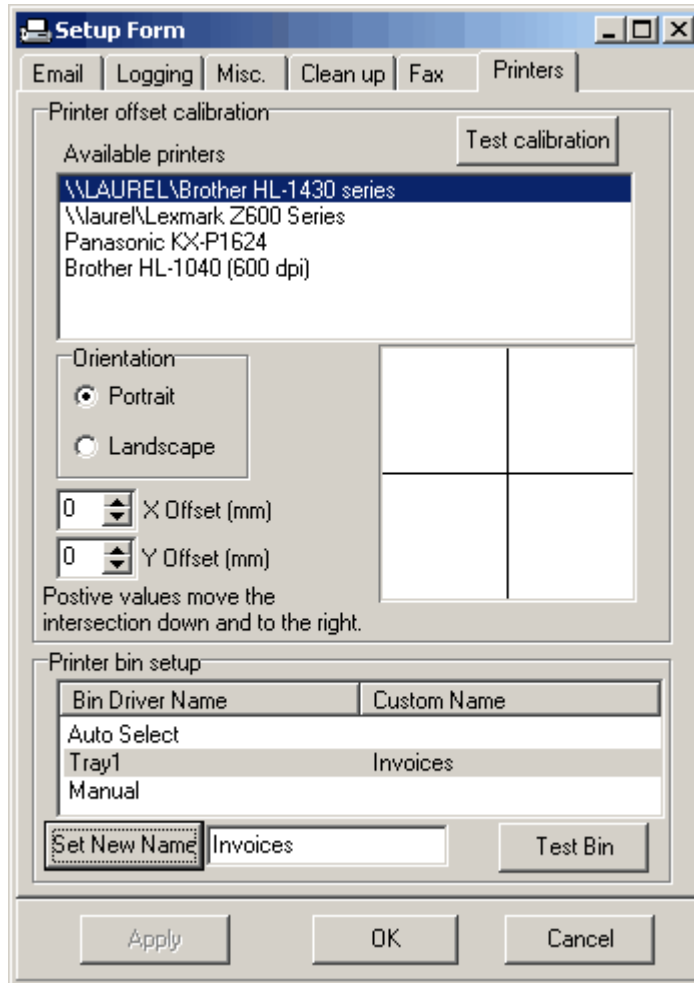 Setup Form
Email Logging Misc. Clean up Fax Printers
Printer offset calibration
Test calibration
Available printers
\\LAUREL\Brother HL-1430 series
\\laurel\Lexmark Z600 Series
Panasonic KX-P1624
Brother HL-1040 (600 dpi)
Orientation
Portrait
Landscape
0 X Offset (mm)
0 Y Offset (mm)
Postive values move the
intersection down and to the right.
Printer bin setup
Bin Driver Name Custom Name
Auto Select
Tray1 Invoices
Manual
Set New Name Invoices Test Bin
Apply OK Cancel